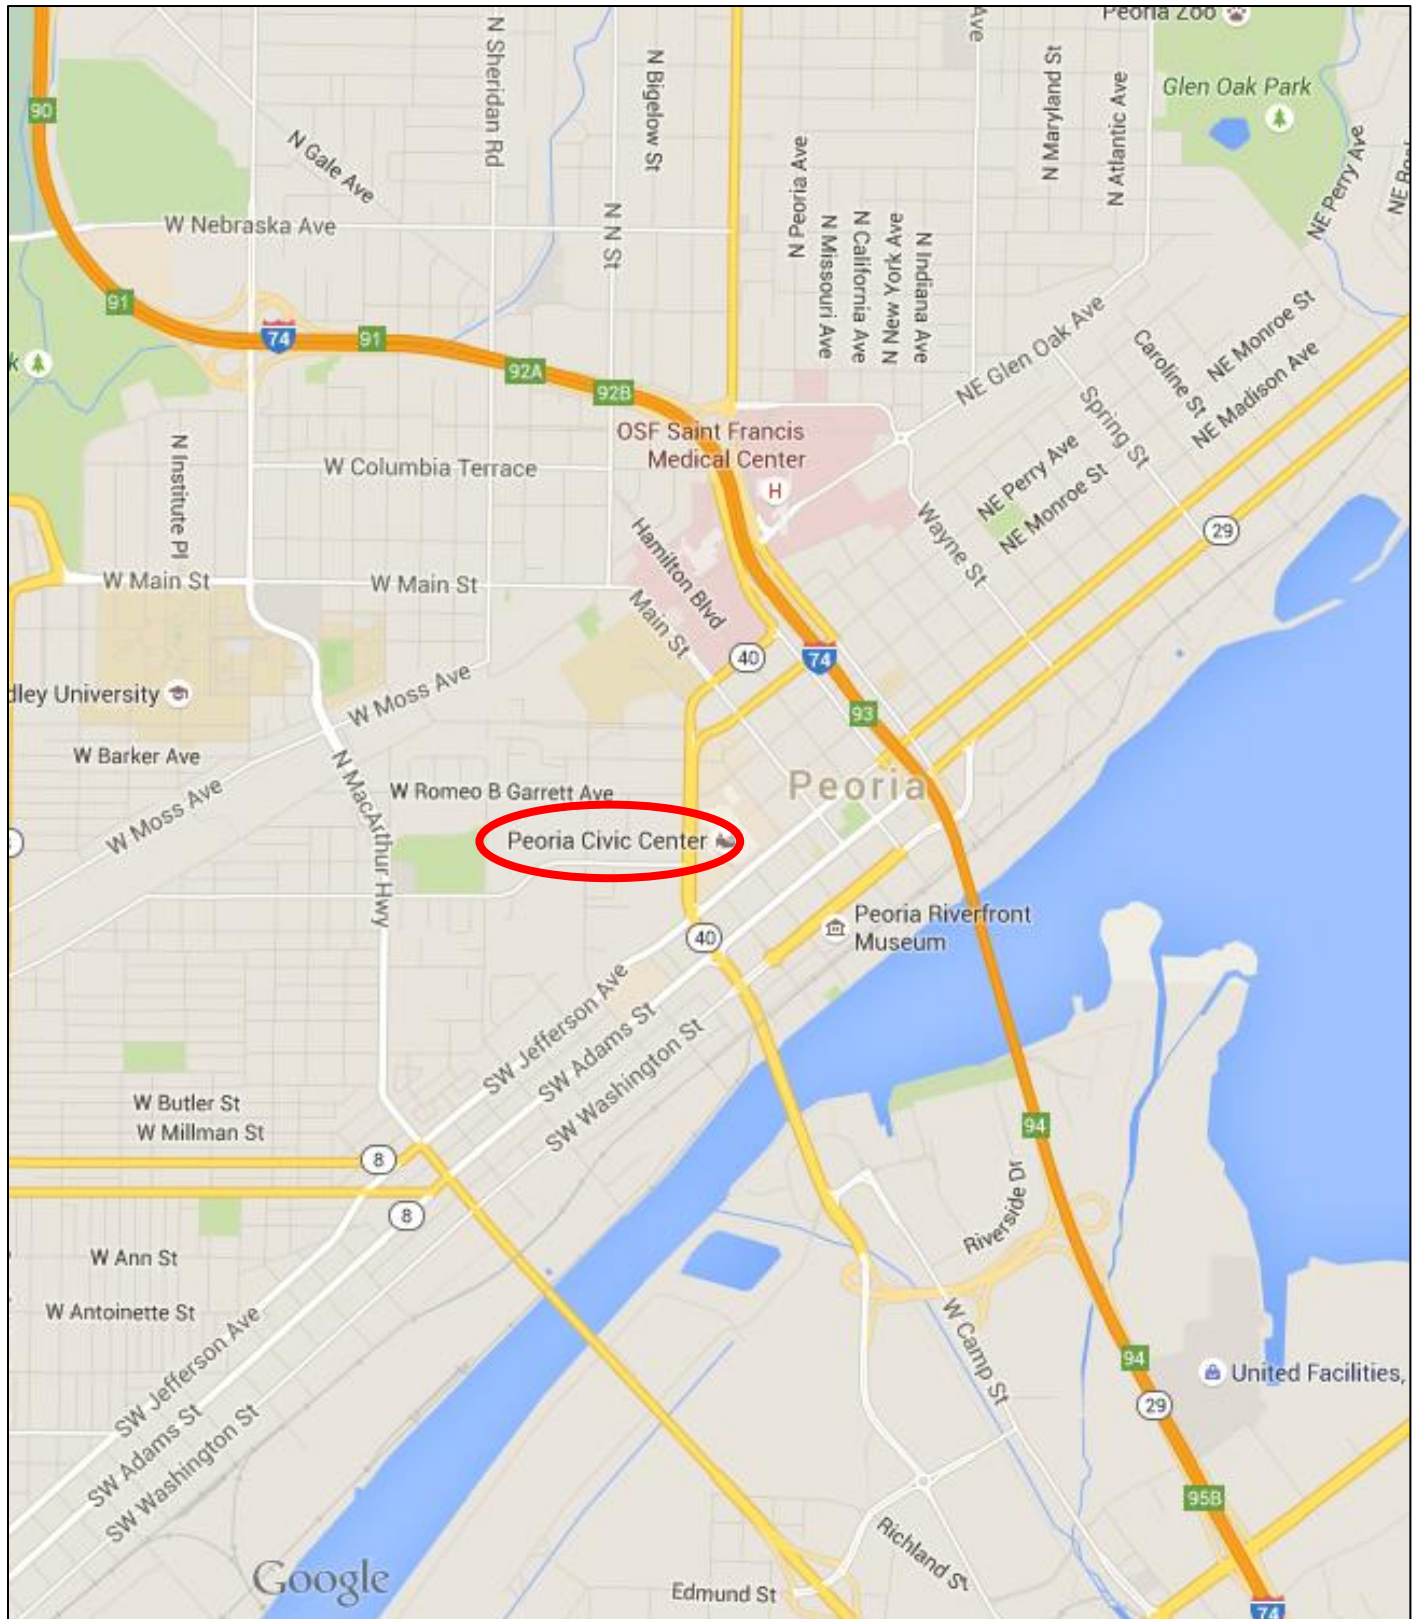 Peoria Zoo
Ave
N Sheridan Rd
N Bigelow St
N Maryland St
N Atlantic Ave
Glen Oak Park
90
N Gale Ave
N Peoria Ave
NE Perry Ave
NE
W Nebraska Ave
N N St
N Missouri Ave
N California Ave
N New York Ave
N Indiana Ave
91
74
91
92A
92B
k
NE Glen Oak Ave
Caroline St
NE Monroe St
NE Madison Ave
Spring St
OSF Saint Francis
Medical Center
H
N Institute Pl
W Columbia Terrace
NE Perry Ave
NE Monroe St
Wayne St
29
Hamilton Blvd
W Main St
W Main St
Main St
40
74
dley University
W Moss Ave
93
W Barker Ave
N MacArthur Hwy
W Moss Ave
W Romeo B Garrett Ave
Peoria
Peoria Civic Center
40
Peoria Riverfront
Museum
SW Jefferson Ave
SW Adams St
SW Washington St
W Butler St
W Millman St
8
8
94
Riverside Dr
W Ann St
W Antoinette St
W Camp St
SW Jefferson Ave
SW Adams St
SW Washington St
94
United Facilities,
29
95B
Richland St
Google
Edmund St
74